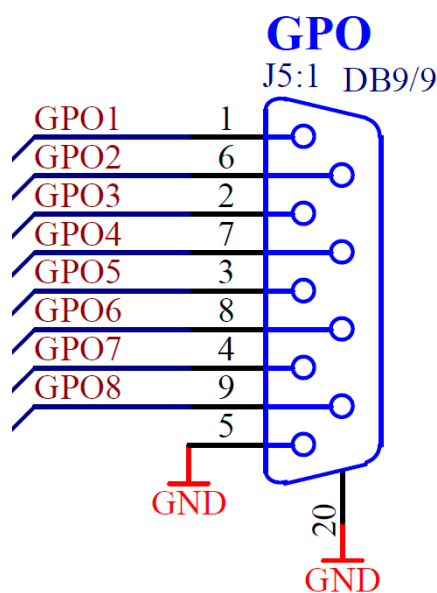 GPO
J5:1 DB9/9
GPO1 1
GPO2 6
GPO3 2
GPO4 7
GPO5 3
GPO6 8
GPO7 4
GPO8 9
5
GND
20
GND